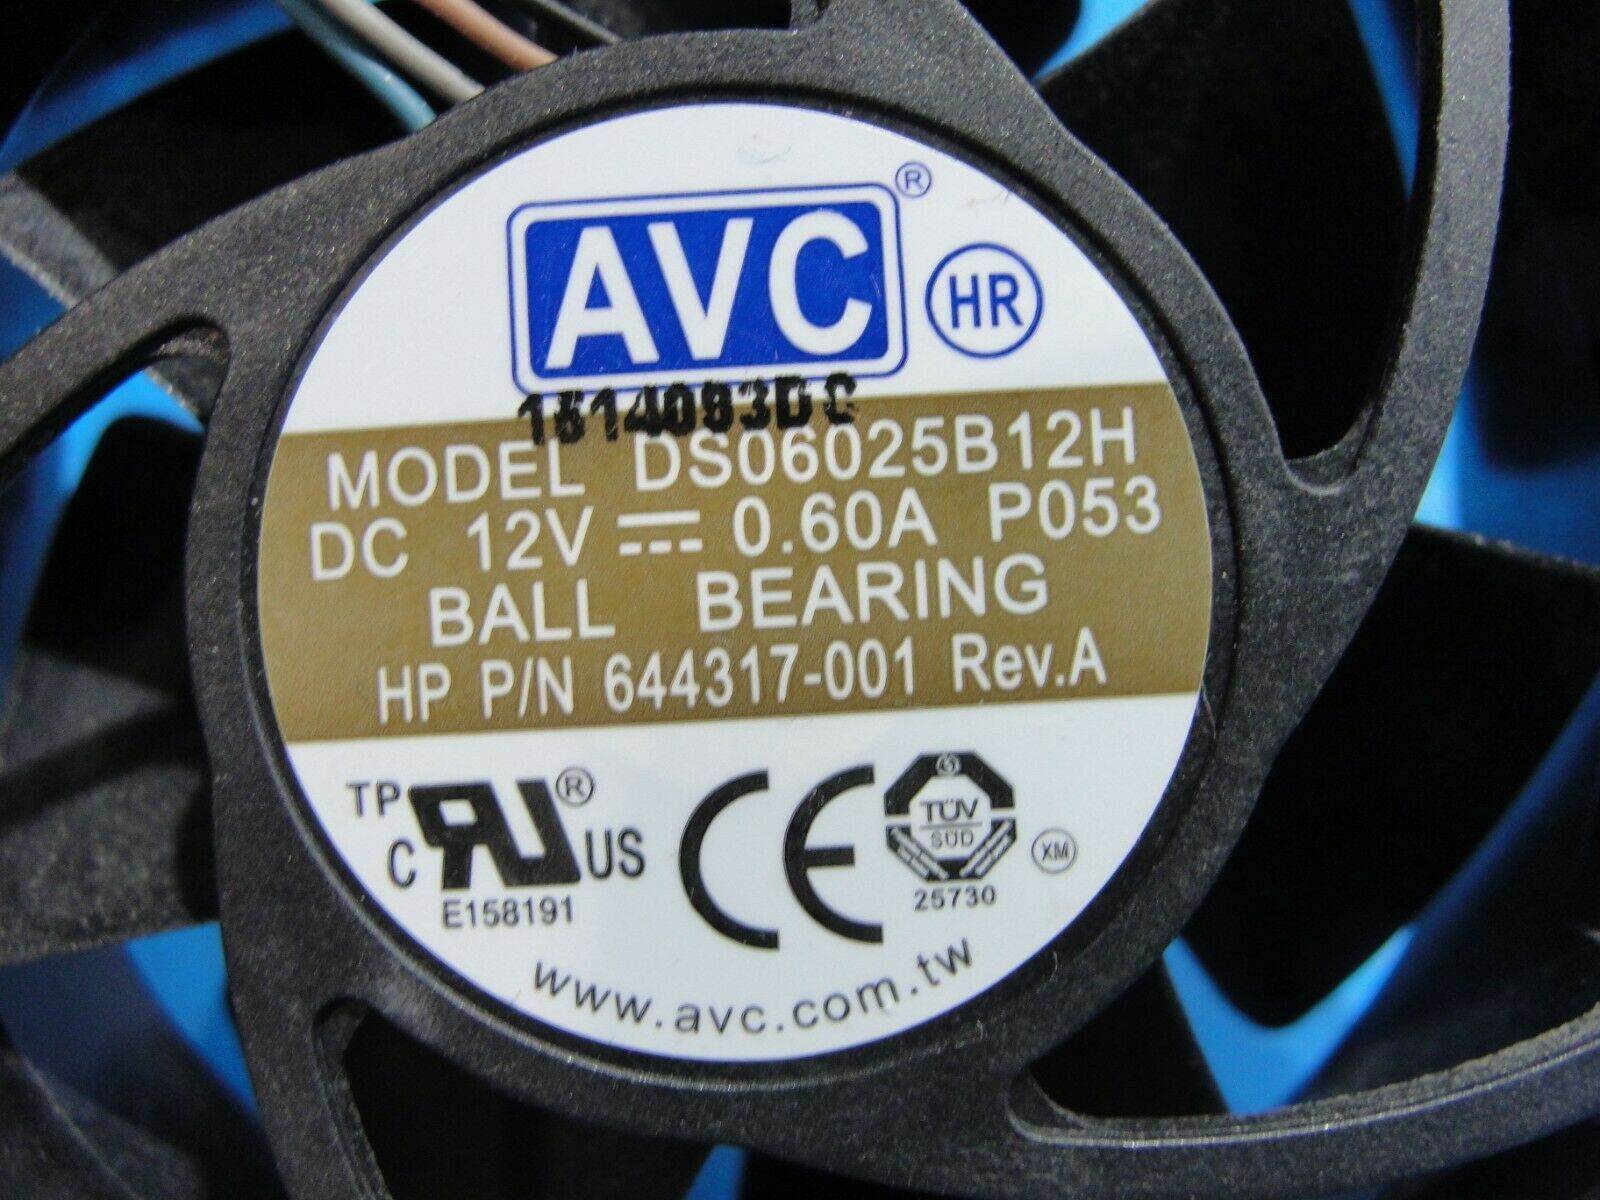 AVC ®
HR
MODEL DS06025B12H
DC 12V 0.60A P053
BALL BEARING
HP P/N 644317-001 Rev.A
TP
C RU ® US
E158191
CE
TÜV
SÜD
25730
XM
www.avc.com.tw